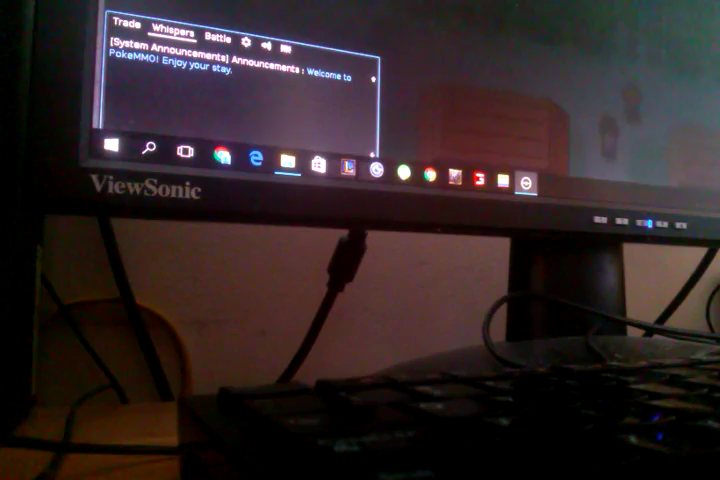 Trade Whispers Battle
[System Announcements] Announcements : Welcome to
PokeMMO! Enjoy your stay.
ViewSonic